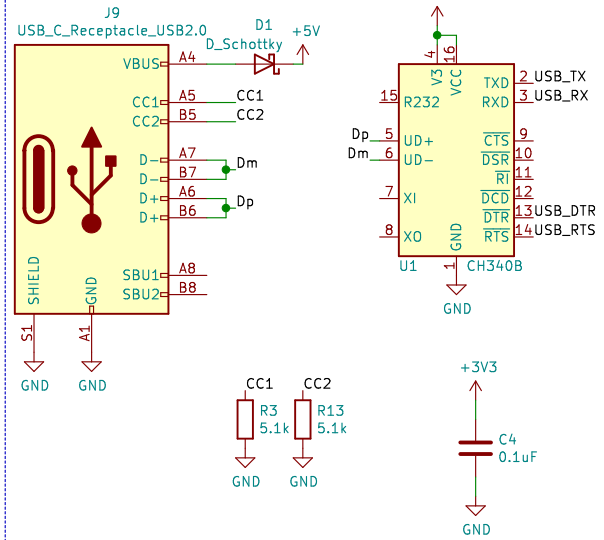 J9
USB_C_Receptacle_USB2.0
D1
D_Schottky
+5V
VBUS A4
CC1 A5 CC1
CC2 B5 CC2
D- A7
Dm
D- B7
D+ A6
Dp
D+ B6
SBU1 A8
SBU2 B8
SHIELD
GND
S1
A1
GND
GND
4
16
V3
VCC
TXD 2 USB_TX
RXD 3 USB_RX
15 R232
Dp 5 UD+
Dm 6 UD-
CTS 9
DSR 10
RI 11
7 XI
DCD 12
DTR 13 USB_DTR
8 XO
RTS 14 USB_RTS
GND
U1
1
CH340B
GND
CC1
R3
5.1k
GND
CC2
R13
5.1k
GND
+3V3
C4
0.1uF
GND